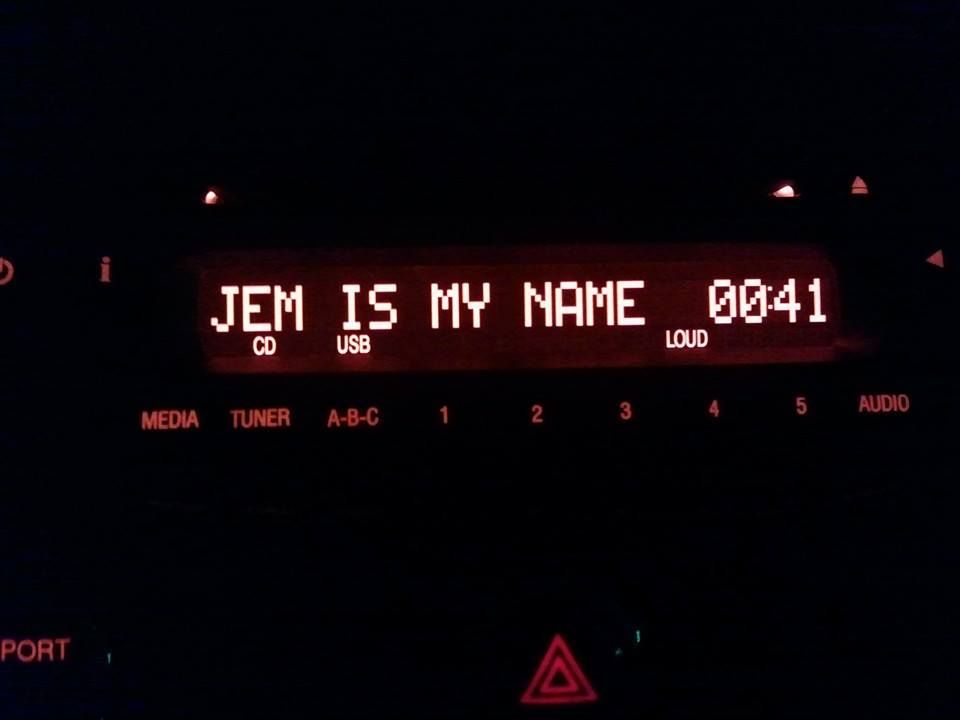 i
JEM IS MY NAME 00:41
CD USB LOUD
MEDIA TUNER A-B-C 1 2 3 4 5 AUDIO
PORT